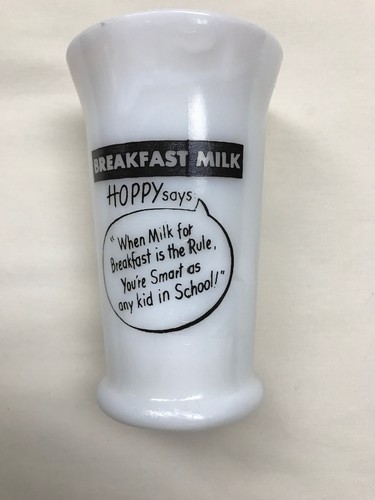 BREAKFAST MILK
HOPPY says
"When Milk for
Breakfast is the Rule,
You're Smart as
any kid in School!"